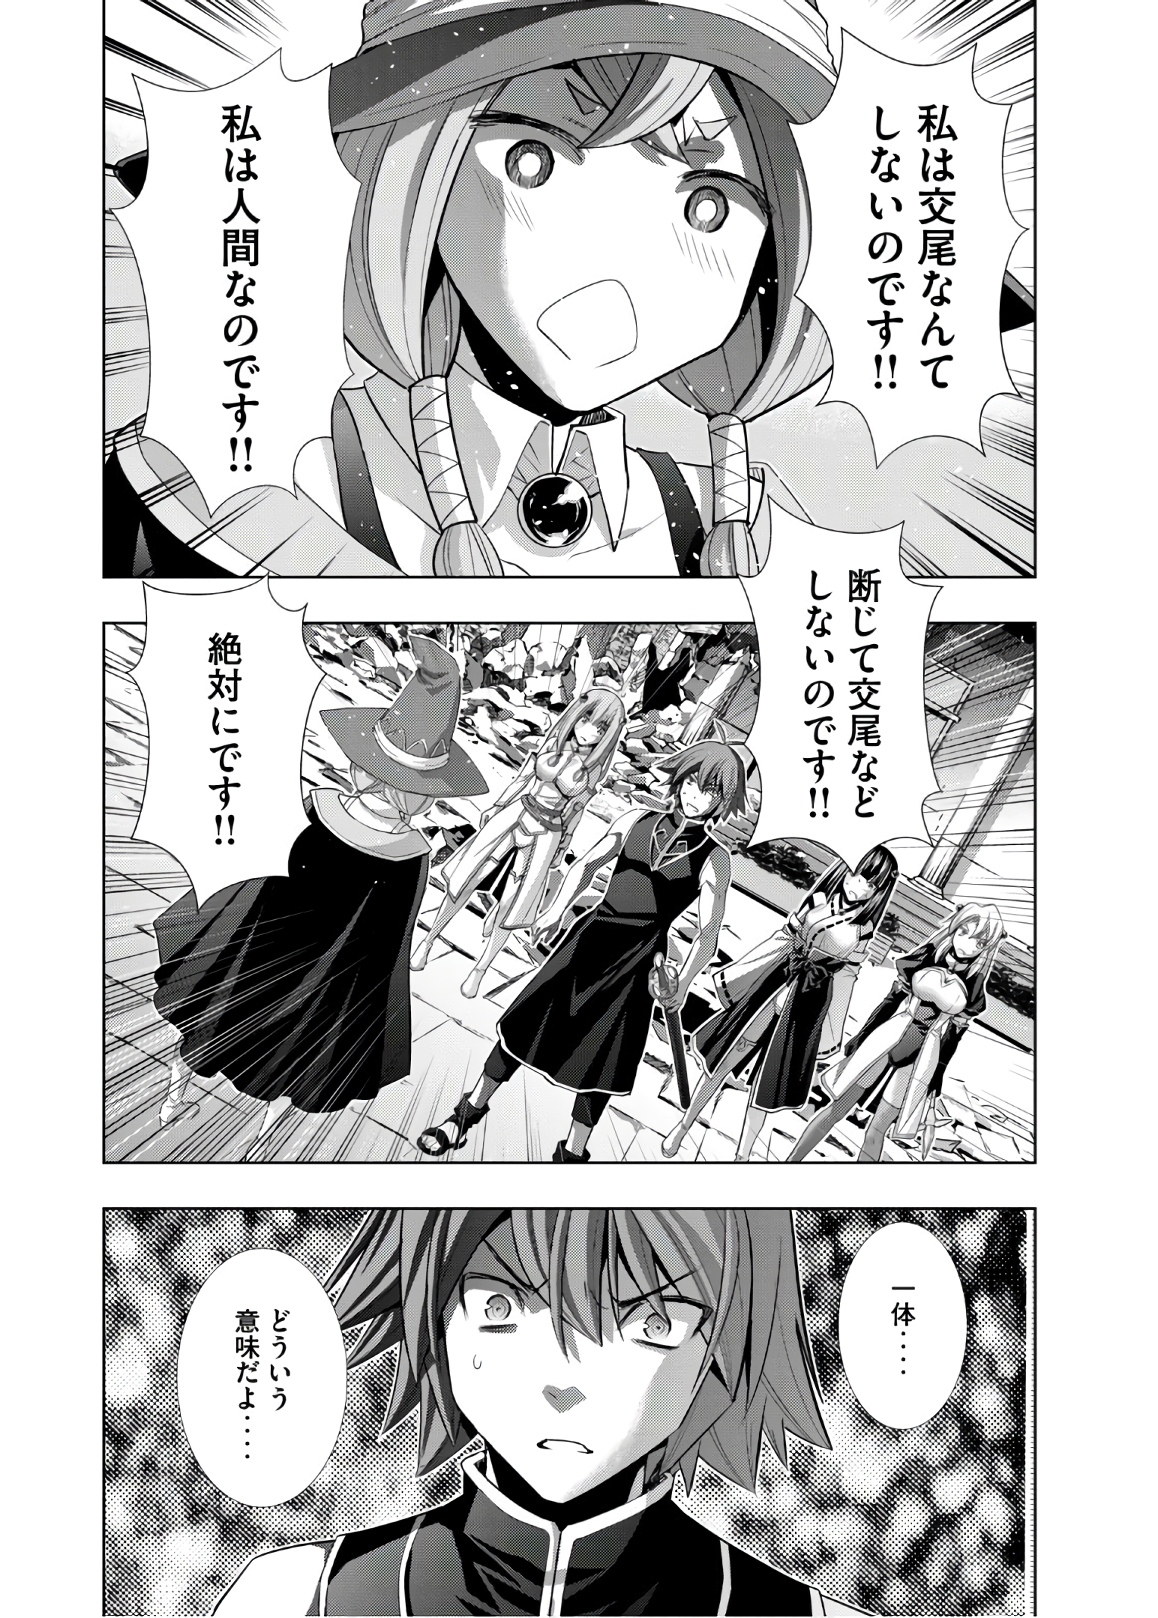 私は交尾なんて
しないのです!!
私は人間なのです!!
断じて交尾など
しないのです!!
絶対にです!!
一体‥‥
どういう
意味だよ‥‥